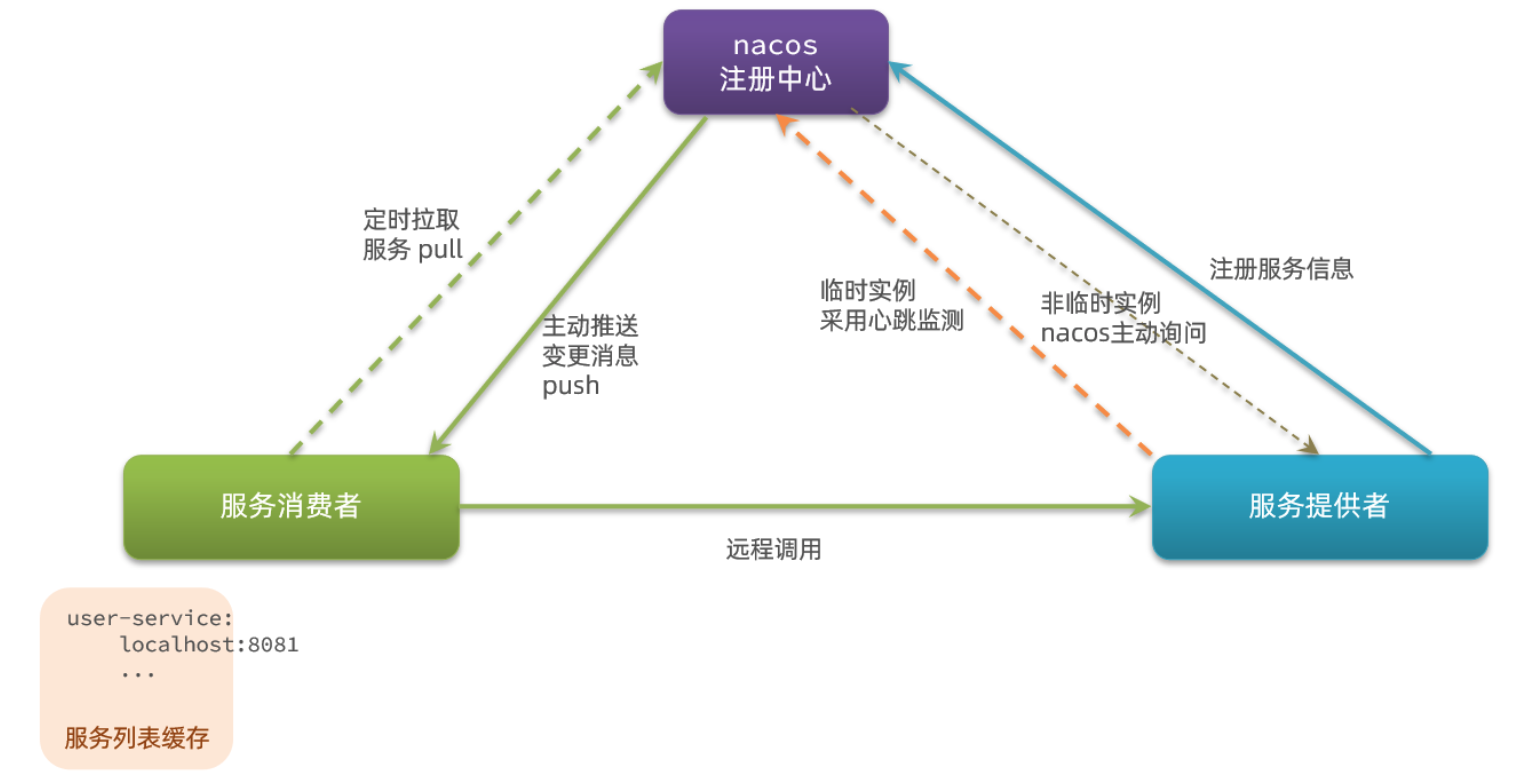 nacos
注册中心
定时拉取
服务 pull
主动推送
变更消息
push
临时实例
采用心跳监测
非临时实例
nacos主动询问
注册服务信息
服务消费者
服务提供者
远程调用
user-service:
localhost:8081
...
服务列表缓存